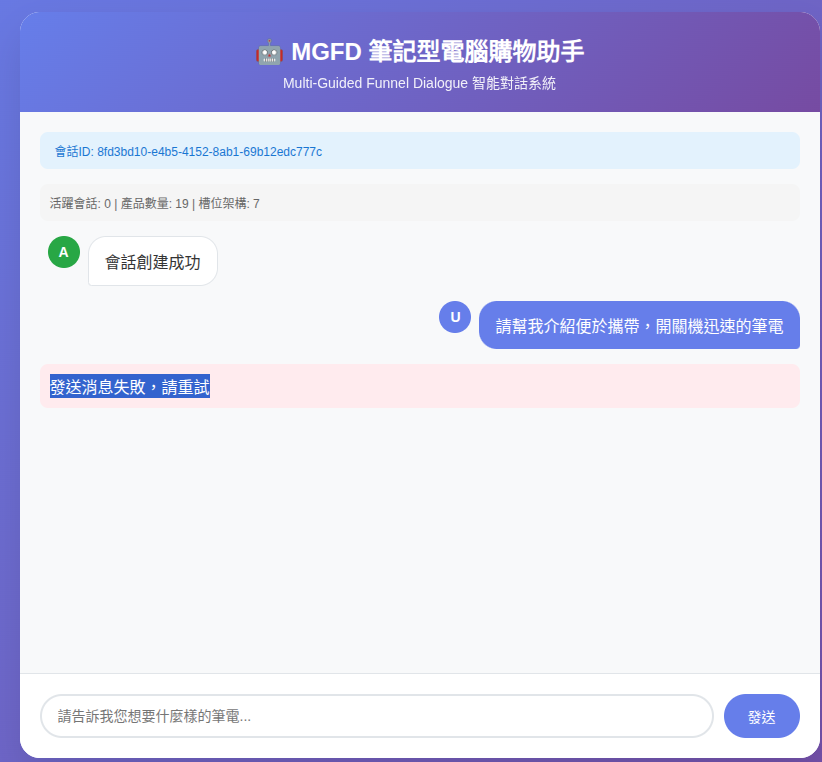 🤖 MGFD 筆記型電腦購物助手
Multi-Guided Funnel Dialogue 智能對話系統
會話ID: 8fd3bd10-e4b5-4152-8ab1-69b12edc777c
活躍會話: 0 | 產品數量: 19 | 槽位架構: 7
A
會話創建成功
U
請幫我介紹便於攜帶，開關機迅速的筆電
發送消息失敗，請重試
請告訴我您想要什麼樣的筆電...
發送